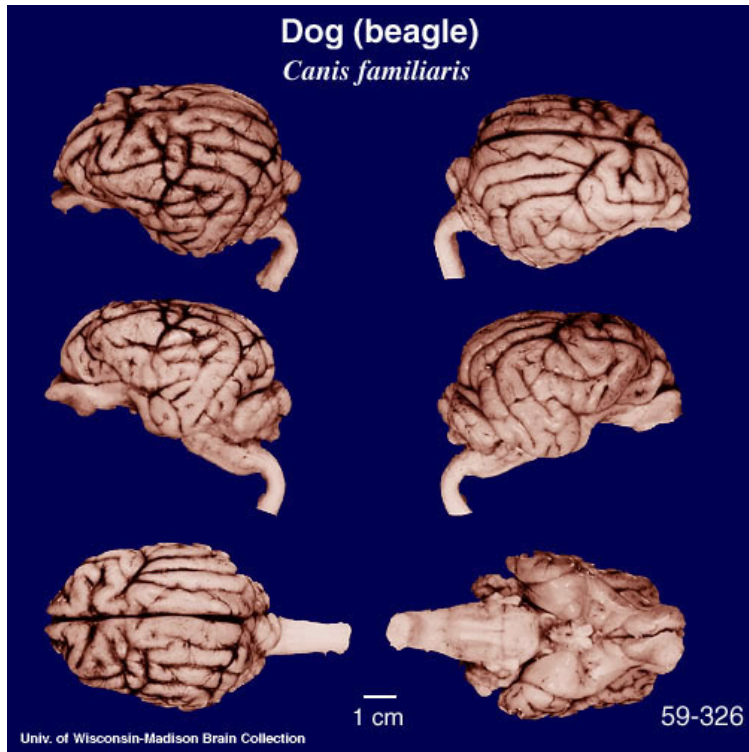 Dog (beagle)
Canis familiaris
1 cm
59-326
Univ. of Wisconsin-Madison Brain Collection